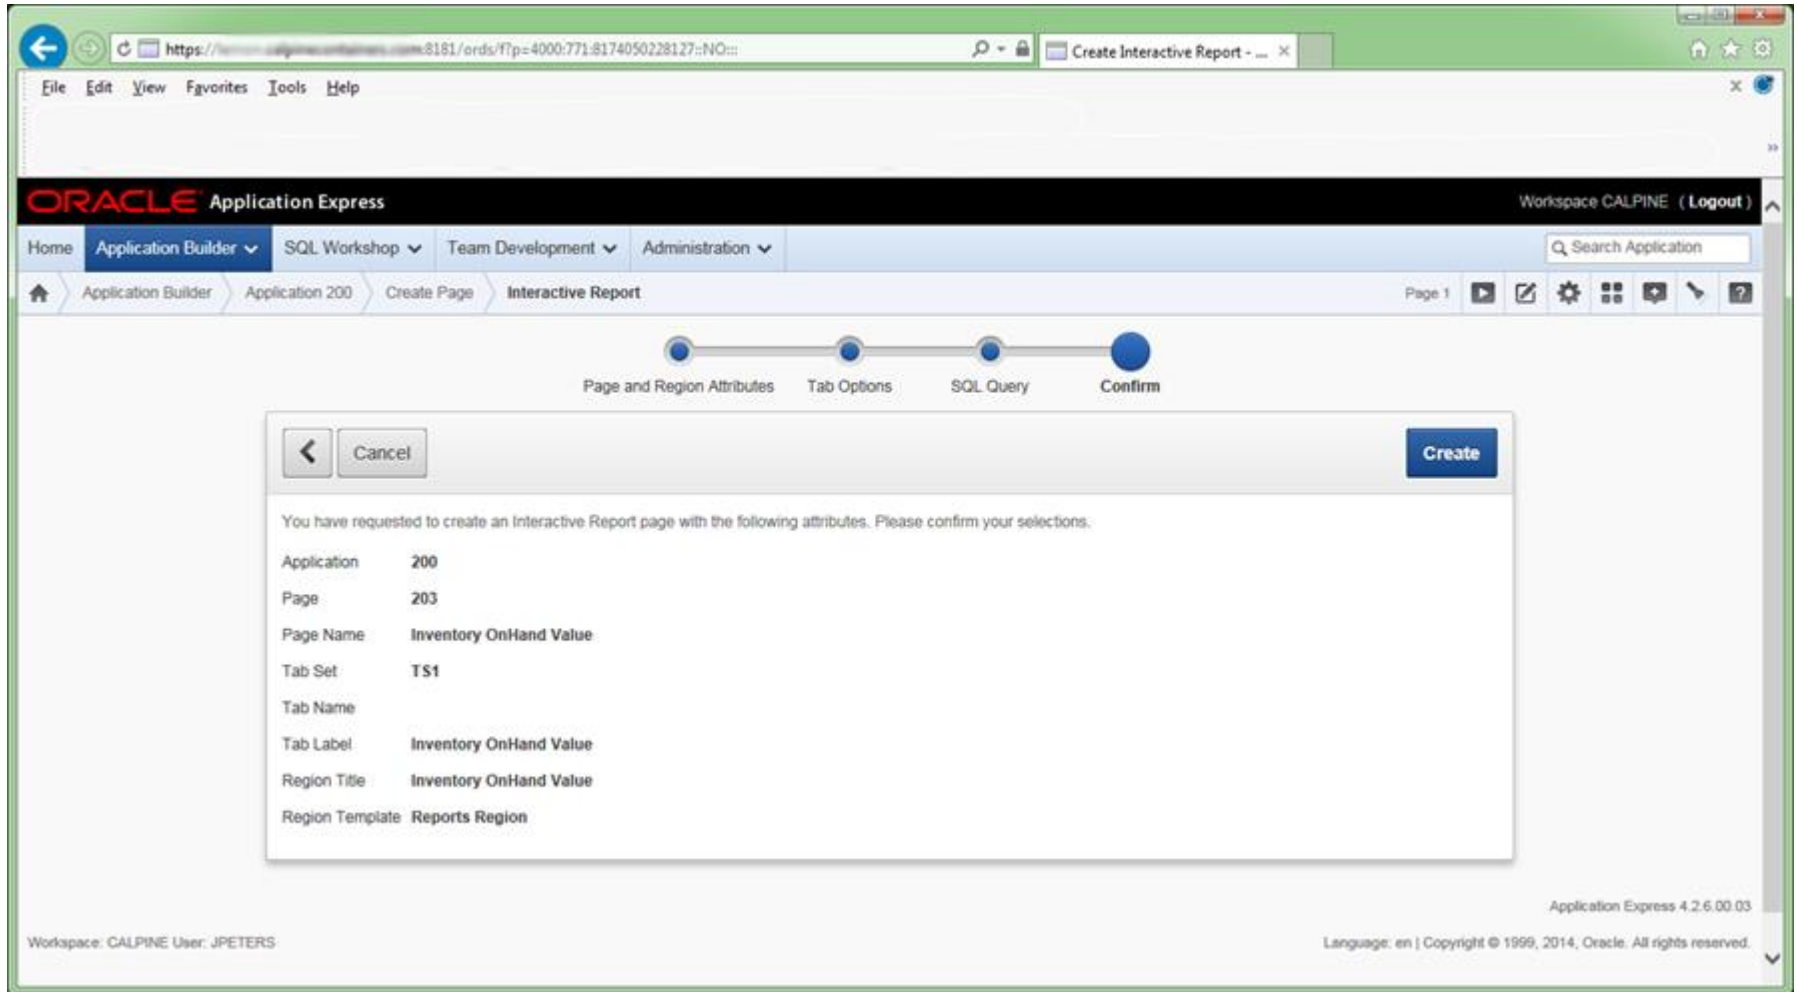 https:// :8181/ords/f?p=4000:771:8174050228127::NO:::
Create Interactive Report - ...
File Edit View Favorites Tools Help
ORACLE Application Express
Workspace CALPINE ( Logout )
Home Application Builder SQL Workshop Team Development Administration
Search Application
Application Builder Application 200 Create Page Interactive Report
Page 1
Page and Region Attributes Tab Options SQL Query Confirm
Cancel
Create
You have requested to create an Interactive Report page with the following attributes. Please confirm your selections.
Application 200
Page 203
Page Name Inventory OnHand Value
Tab Set TS1
Tab Name
Tab Label Inventory OnHand Value
Region Title Inventory OnHand Value
Region Template Reports Region
Application Express 4.2.6.00.03
Workspace: CALPINE User: JPETERS
Language: en | Copyright © 1999, 2014, Oracle. All rights reserved.